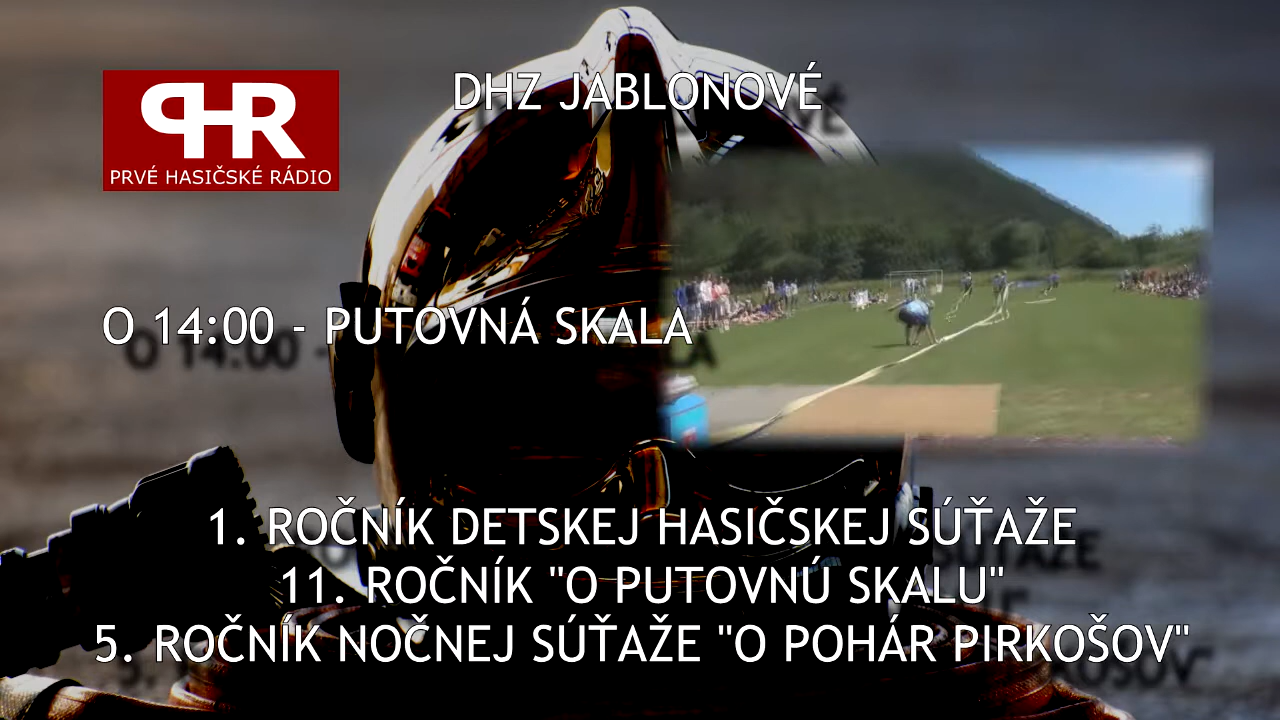 PHR
PRVÉ HASIČSKÉ RÁDIO
DHZ JABLONOVÉ
O 14:00 - PUTOVNÁ SKALA
1. ROČNÍK DETSKEJ HASIČSKEJ SÚŤAŽE
11. ROČNÍK "O PUTOVNÚ SKALU"
5. ROČNÍK NOČNEJ SÚŤAŽE "O POHÁR PIRKOŠOV"